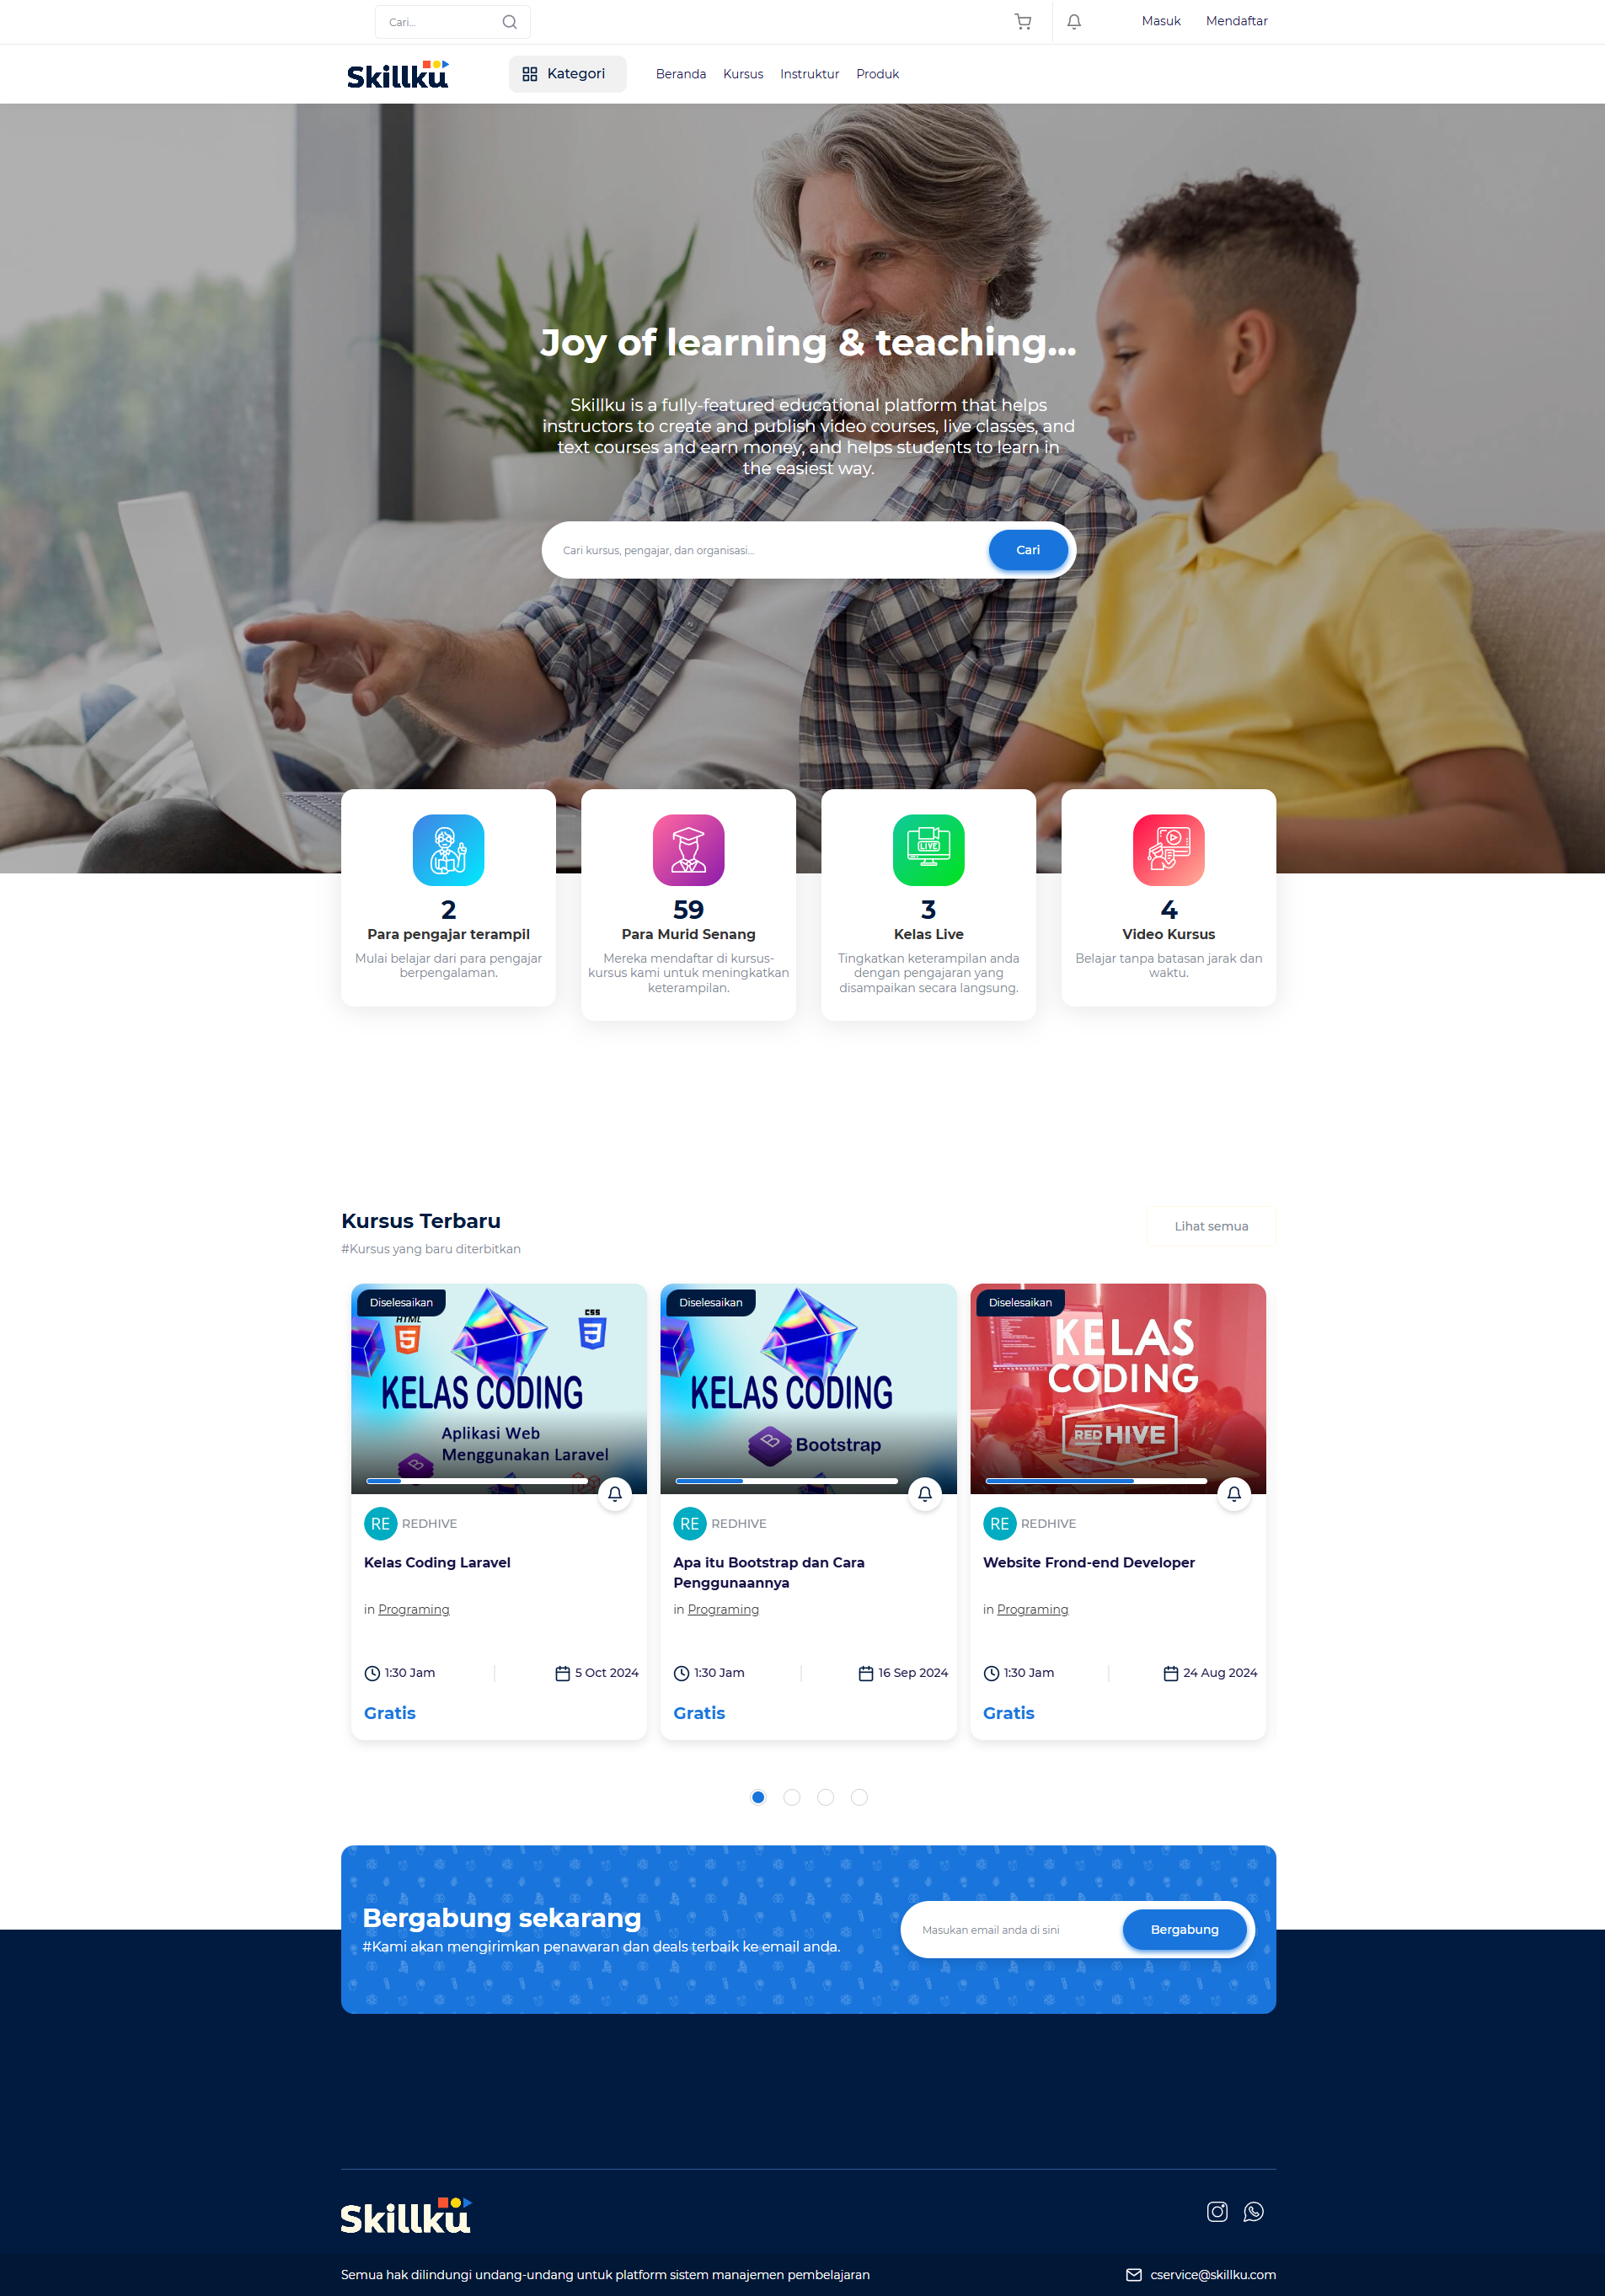 Cari...
Masuk
Mendaftar
Skillku
Kategori
Beranda
Kursus
Instruktur
Produk
Joy of learning & teaching...
Skillku is a fully-featured educational platform that helps
instructors to create and publish video courses, live classes, and
text courses and earn money, and helps students to learn in
the easiest way.
Cari kursus, pengajar, dan organisasi...
Cari
2
Para pengajar terampil
Mulai belajar dari para pengajar
berpengalaman.
59
Para Murid Senang
Mereka mendaftar di kursus-
kursus kami untuk meningkatkan
keterampilan.
LIVE
3
Kelas Live
Tingkatkan keterampilan anda
dengan pengajaran yang
disampaikan secara langsung.
4
Video Kursus
Belajar tanpa batasan jarak dan
waktu.
Kursus Terbaru
#Kursus yang baru diterbitkan
Lihat semua
Diselesaikan
HTML
5
CSS
3
KELAS CODING
Aplikasi Web
Menggunakan Laravel
B
RE
REDHIVE
Kelas Coding Laravel
in Programing
1:30 Jam
5 Oct 2024
Gratis
Diselesaikan
KELAS CODING
B
Bootstrap
RE
REDHIVE
Apa itu Bootstrap dan Cara
Penggunaannya
in Programing
1:30 Jam
16 Sep 2024
Gratis
Diselesaikan
KELAS
CODING
RED HIVE
RE
REDHIVE
Website Frond-end Developer
in Programing
1:30 Jam
24 Aug 2024
Gratis
Bergabung sekarang
#Kami akan mengirimkan penawaran dan deals terbaik ke email anda.
Masukan email anda di sini
Bergabung
Skillku
Semua hak dilindungi undang-undang untuk platform sistem manajemen pembelajaran
cservice@skillku.com